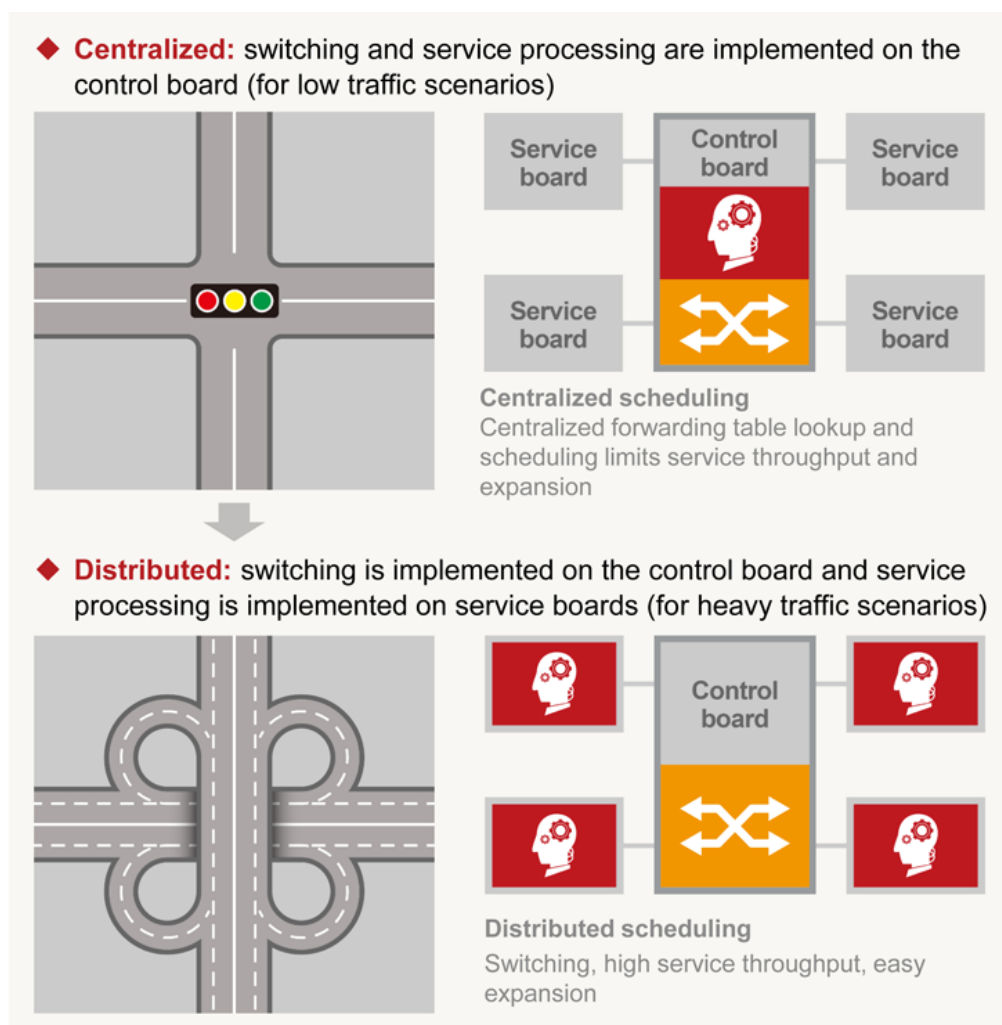 Centralized: switching and service processing are implemented on the
control board (for low traffic scenarios)
Service
board
Control
board
Service
board
Service
board
Service
board
Centralized scheduling
Centralized forwarding table lookup and
scheduling limits service throughput and
expansion
Distributed: switching is implemented on the control board and service
processing is implemented on service boards (for heavy traffic scenarios)
Control
board
Distributed scheduling
Switching, high service throughput, easy
expansion